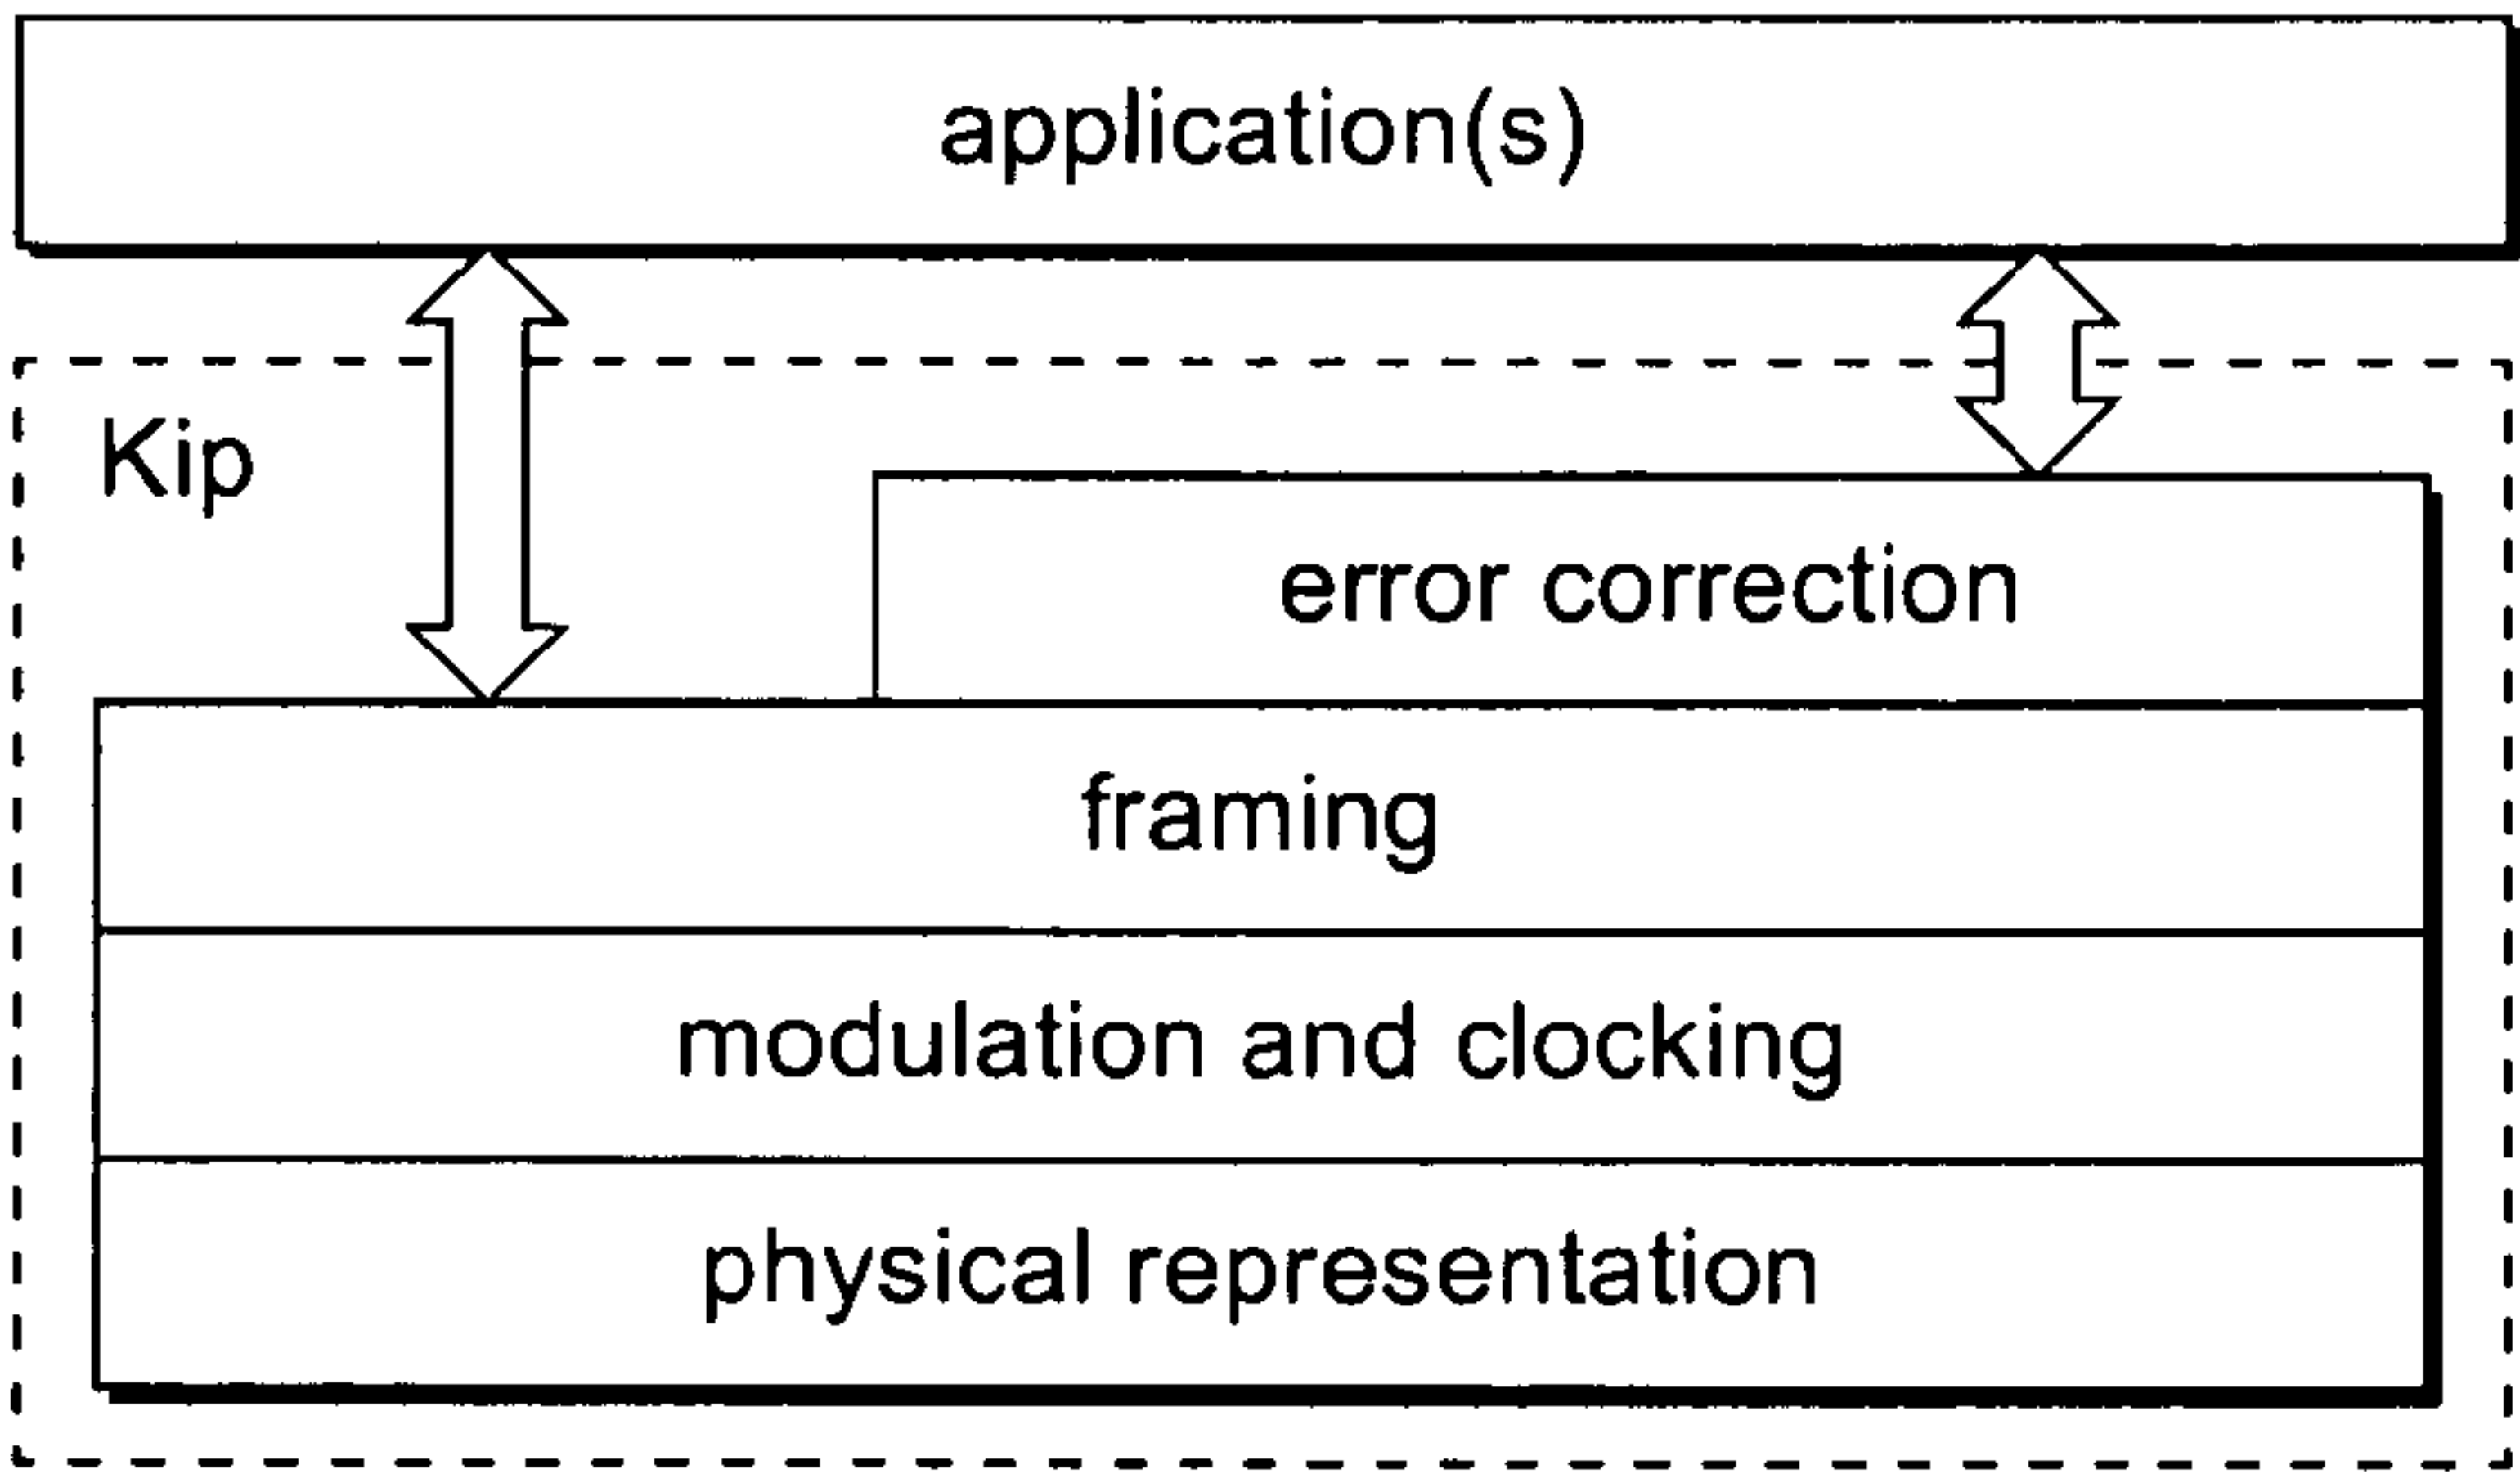 application(s)
Kip
error correction
framing
modulation and clocking
physical representation